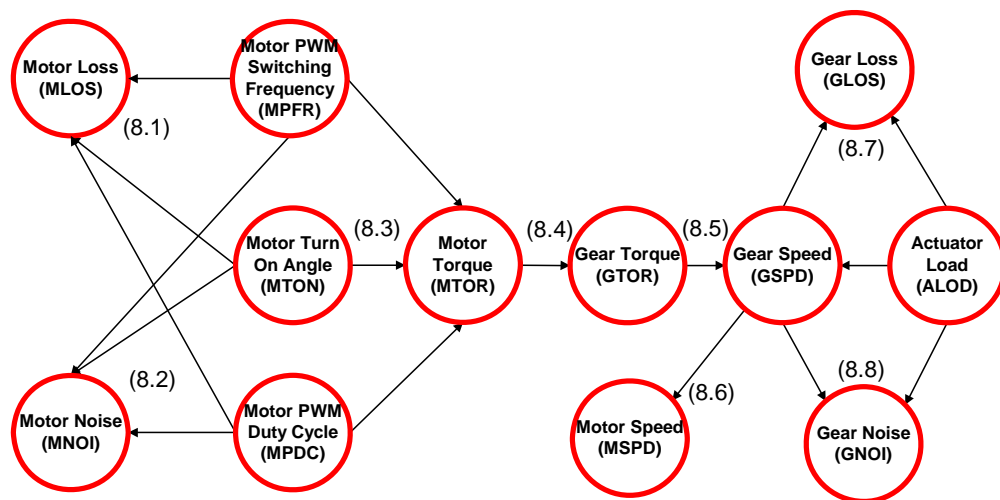 Motor Loss
(MLOS)
Motor PWM
Switching
Frequency
(MPFR)
Gear Loss
(GLOS)
(8.1)
(8.7)
Motor Turn
On Angle
(MTON)
(8.3)
Motor
Torque
(MTOR)
(8.4)
Gear Torque
(GTOR)
(8.5)
Gear Speed
(GSPD)
Actuator
Load
(ALOD)
(8.2)
Motor Noise
(MNOI)
Motor PWM
Duty Cycle
(MPDC)
Motor Speed
(MSPD)
(8.6)
(8.8)
Gear Noise
(GNOI)